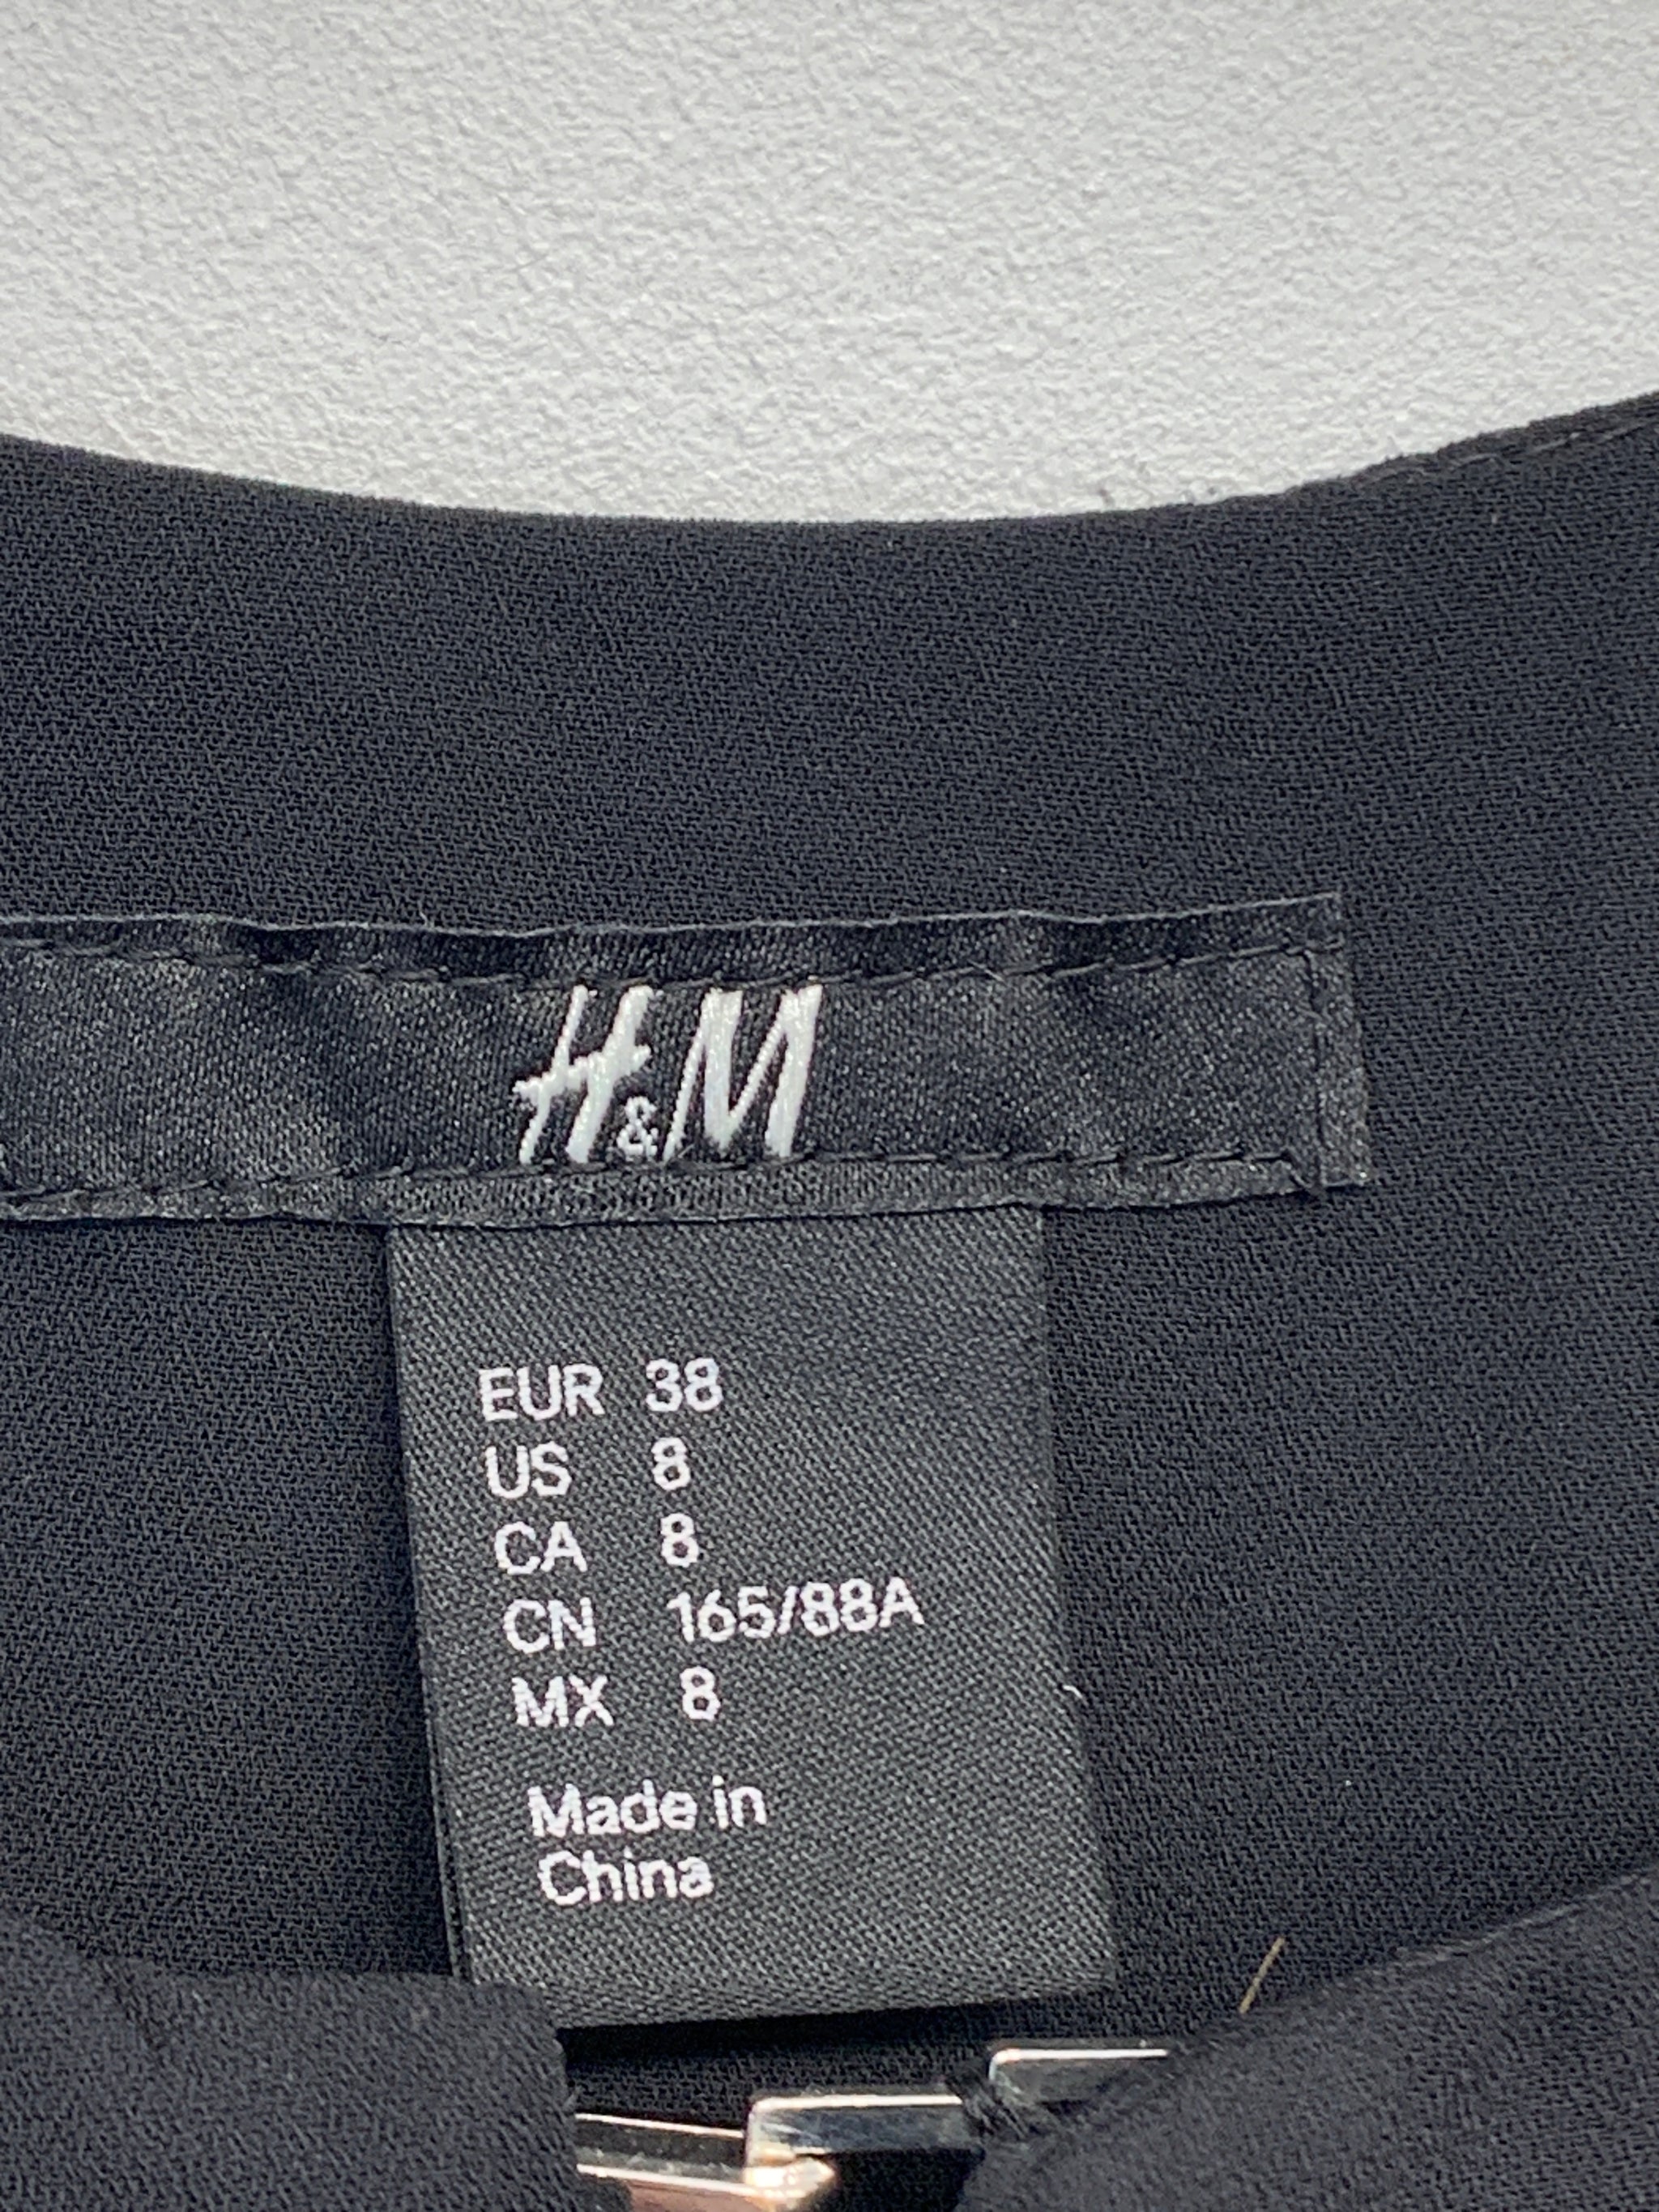 H&M
EUR 38
US 8
CA 8
CN 165/88A
MX 8
Made in
China